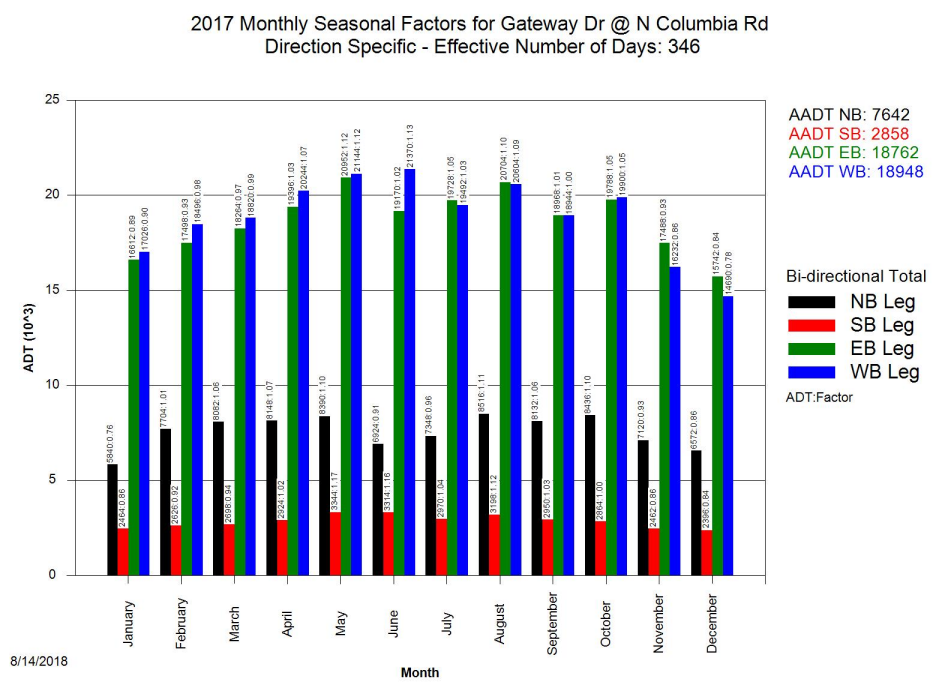 2017 Monthly Seasonal Factors for Gateway Dr @ N Columbia Rd
Direction Specific - Effective Number of Days: 346
AADT NB: 7642
AADT SB: 2858
AADT EB: 18762
AADT WB: 18948
Bi-directional Total
NB Leg
SB Leg
EB Leg
WB Leg
ADT:Factor
ADT (10^3)
25
20
15
10
5
0
5840:0.76
2464:0.86
16612:0.89
17026:0.90
7704:1.01
2626:0.92
17498:0.93
18496:0.98
8082:1.06
2698:0.94
18264:0.97
18820:0.99
8148:1.07
2924:1.02
19396:1.03
20244:1.07
8390:1.10
3344:1.17
20952:1.12
21144:1.12
6924:0.91
3314:1.16
19170:1.02
21370:1.13
7348:0.96
2970:1.04
19728:1.05
19492:1.03
8516:1.11
3198:1.12
20704:1.10
20604:1.09
8132:1.06
2950:1.03
18968:1.01
18944:1.00
8436:1.10
2864:1.00
19788:1.05
19900:1.05
7120:0.93
2462:0.86
17488:0.93
16232:0.86
6572:0.86
2396:0.84
15742:0.84
14690:0.78
January
February
March
April
May
June
July
August
September
October
November
December
Month
8/14/2018